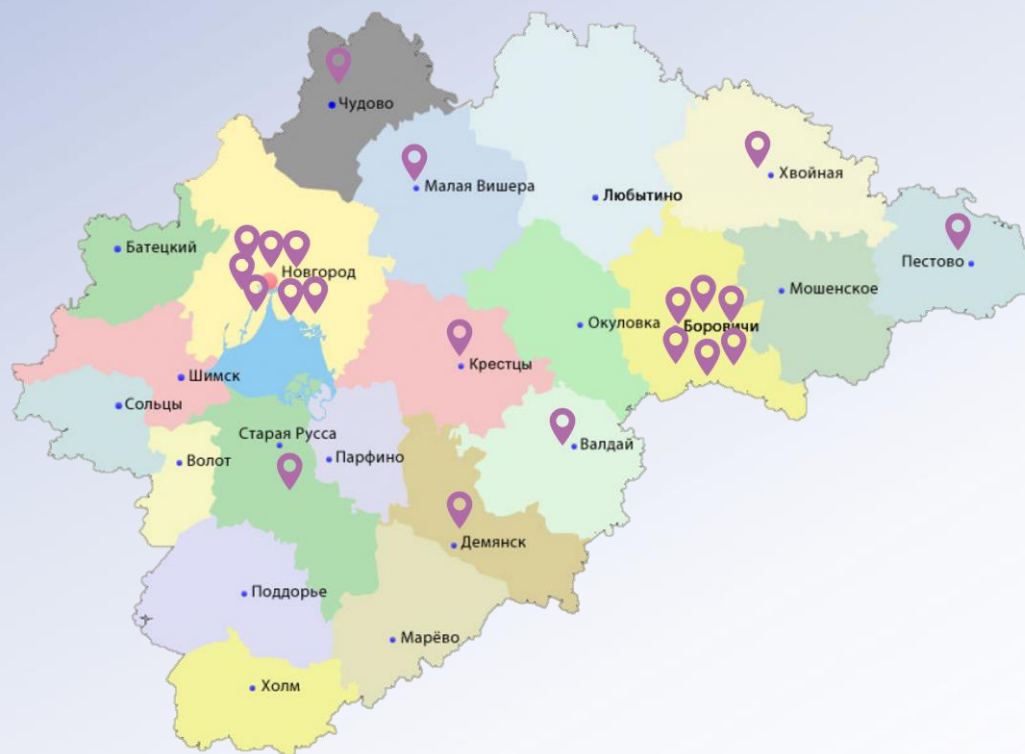 Чудово
Малая Вишера
Хвойная
Любытино
Батецкий
Пестово
Новгород
Мошенское
Окуловка
Боровичи
Крестцы
Шимск
Сольцы
Старая Русса
Валдай
Парфино
Волот
Демянск
Поддорье
Марёво
Холм